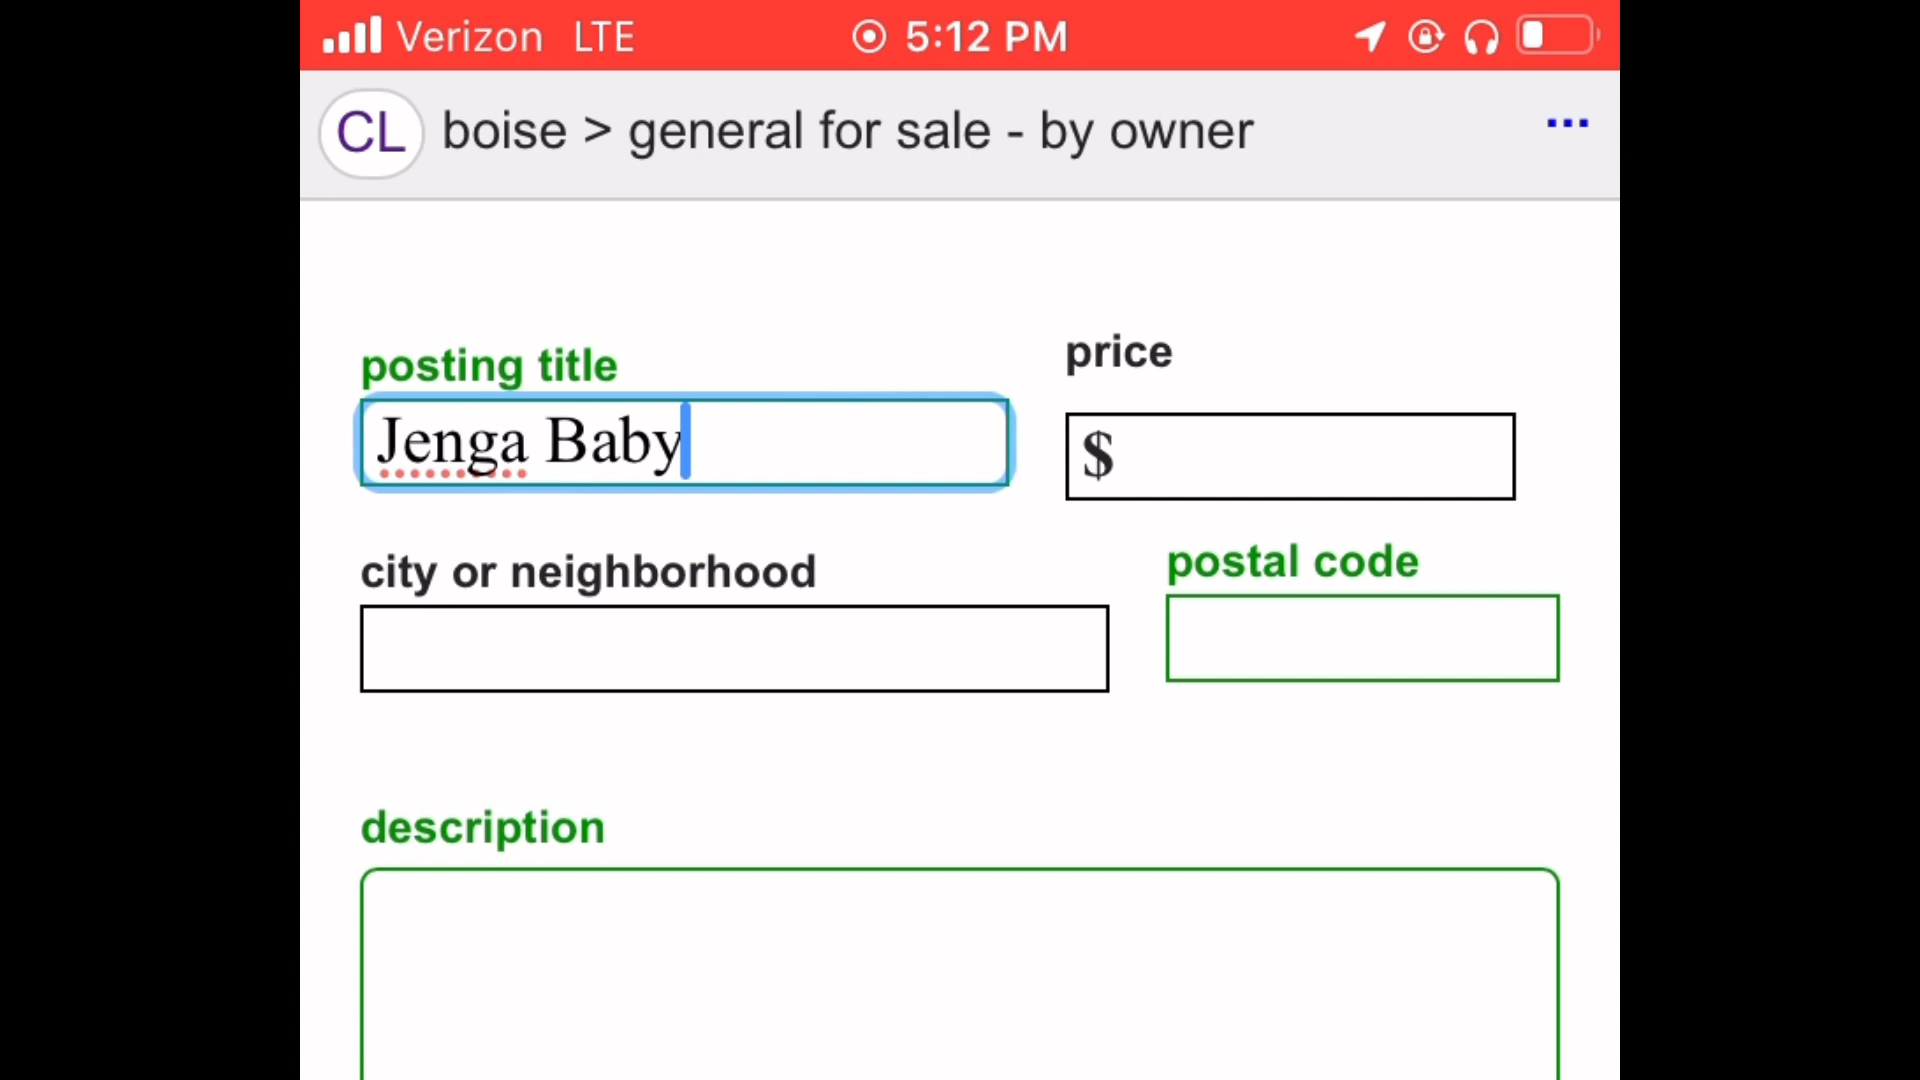 Verizon LTE 5:12 PM
CL boise > general for sale - by owner ...
posting title
price
Jenga Baby
$
city or neighborhood
postal code
description